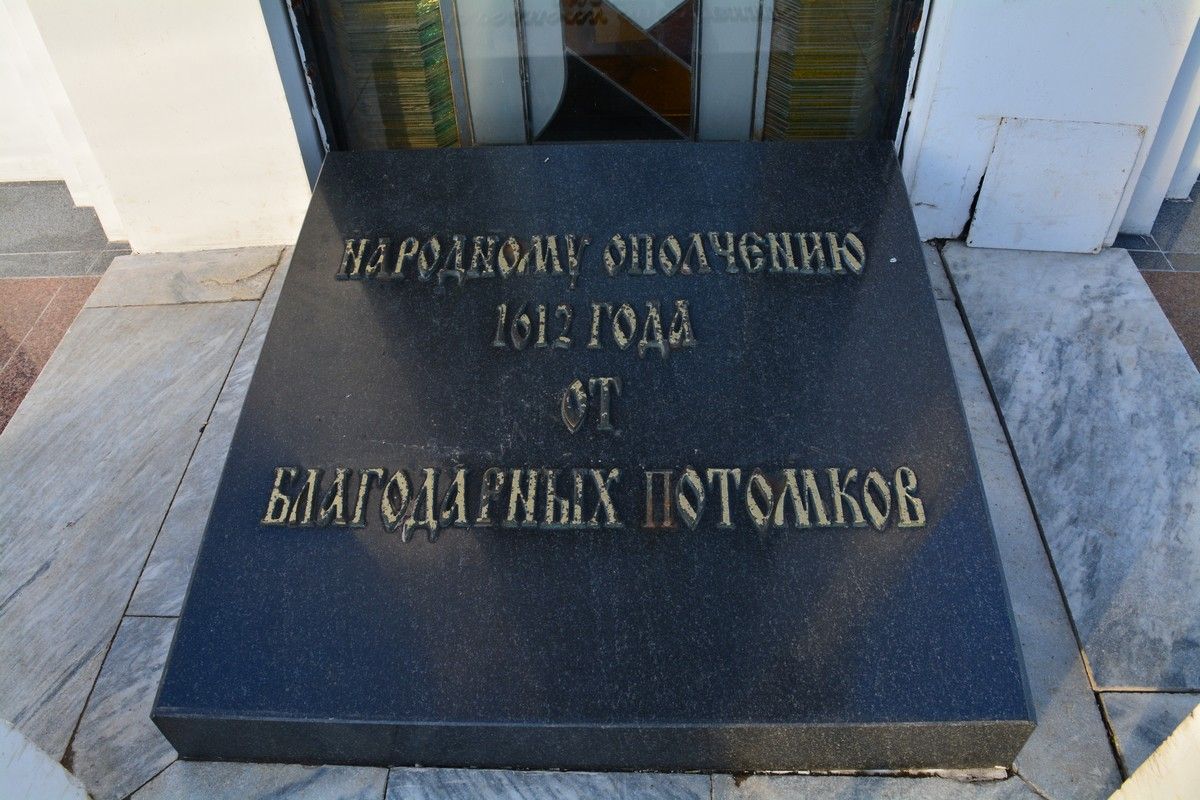 НАРОДНОМУ ОПОЛЧЕНИЮ
1612 ГОДА
ОТ
БЛАГОДАРНЫХ ПОТОМКОВ